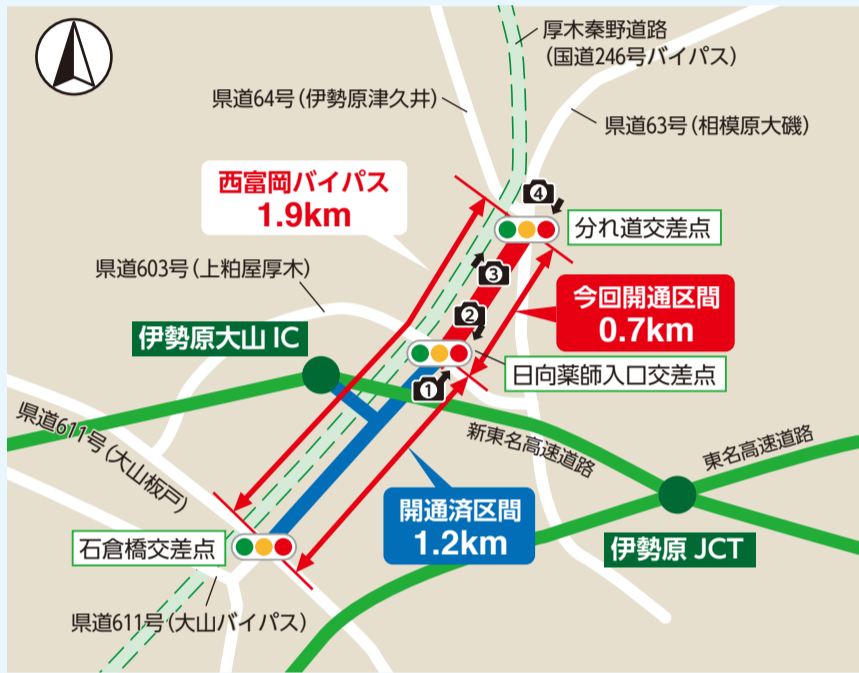 厚木秦野道路
(国道246号バイパス)
県道64号(伊勢原津久井)
県道63号(相模原大磯)
西富岡バイパス
1.9km
4
分れ道交差点
県道603号(上粕屋厚木)
3
今回開通区間
0.7km
2
伊勢原大山 IC
日向薬師入口交差点
1
県道611号(大山板戸)
新東名高速道路
東名高速道路
開通済区間
1.2km
石倉橋交差点
伊勢原 JCT
県道611号(大山バイパス)